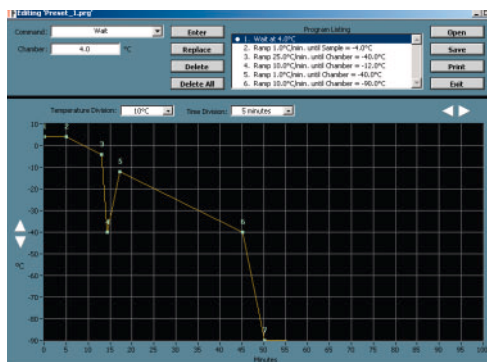 Editing 'Preset_1.prg'
Command: Wait
Chamber: 4.0 °C
Enter
Replace
Delete
Delete All
Program Listing
1. Wait at 4.0°C
2. Ramp 1.0°C/min. until Sample = -4.0°C
3. Ramp 25.0°C/min. until Chamber = -40.0°C
4. Ramp 10.0°C/min. until Chamber = -12.0°C
5. Ramp 1.0°C/min. until Chamber = -40.0°C
6. Ramp 10.0°C/min. until Chamber = -90.0°C
Open
Save
Print
Exit
Temperature Division: 10°C Time Division: 5 minutes
10
0
-10
-20
-30
-40
-50
-60
-70
-80
-90
°C
2
3
5
6
7
0 5 10 15 20 25 30 35 40 45 50 55 60 65 70 75 80 85 90 95 100
Minutes